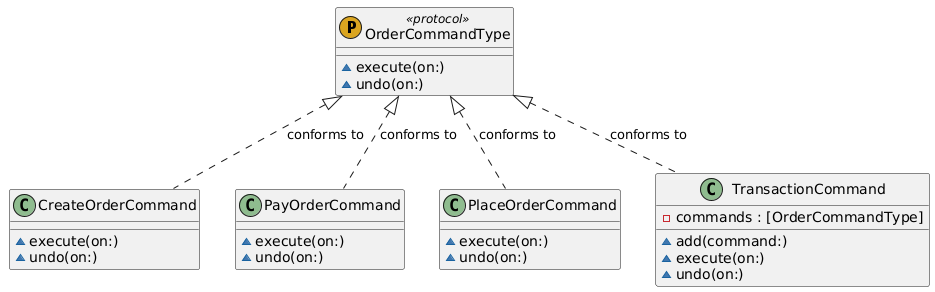 P
«protocol»
OrderCommandType
execute(on:)
undo(on:)
conforms to
conforms to
conforms to
conforms to
C CreateOrderCommand
execute(on:)
undo(on:)
C PayOrderCommand
execute(on:)
undo(on:)
C PlaceOrderCommand
execute(on:)
undo(on:)
C TransactionCommand
commands : [OrderCommandType]
add(command:)
execute(on:)
undo(on:)